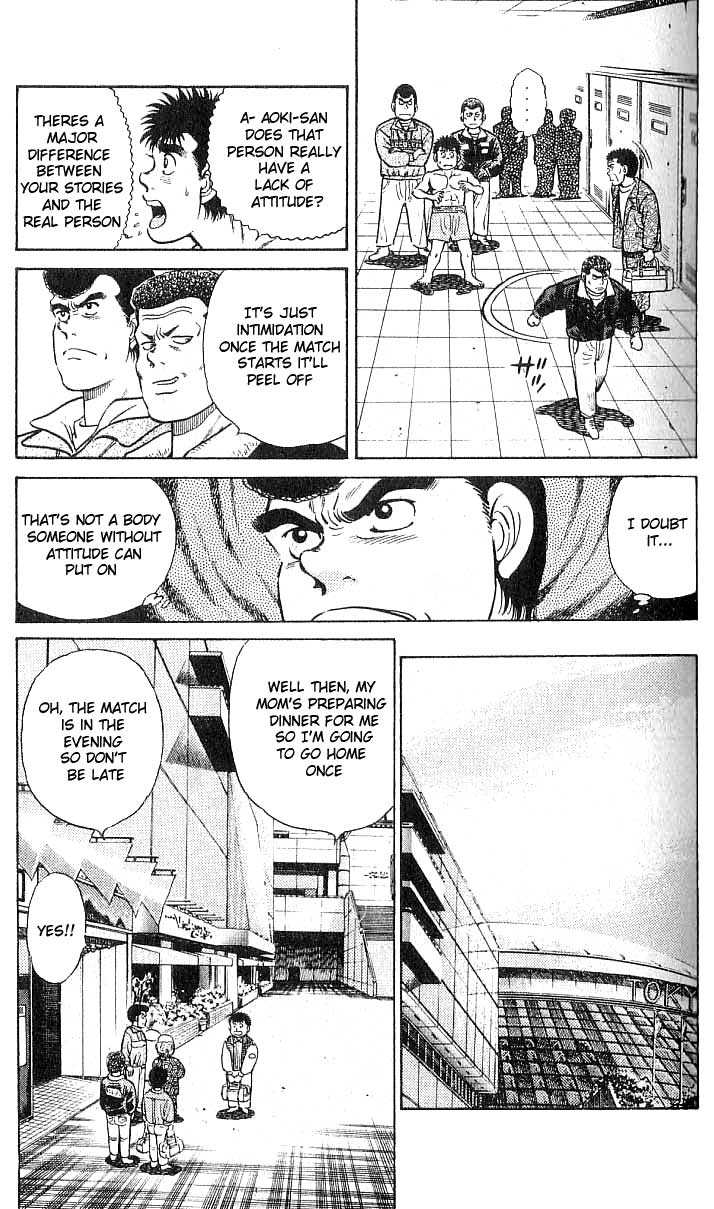 . . . .
ザッ
A- AOKI-SAN
DOES THAT
PERSON REALLY
HAVE A
LACK OF
ATTITUDE?
THERES A
MAJOR
DIFFERENCE
BETWEEN
YOUR STORIES
AND THE
REAL PERSON
IT'S JUST
INTIMIDATION
ONCE THE MATCH
STARTS IT'LL
PEEL OFF
I DOUBT
IT...
THAT'S NOT A BODY
SOMEONE WITHOUT
ATTITUDE CAN
PUT ON
TOKY
WELL THEN, MY
MOM'S PREPARING
DINNER FOR ME
SO I'M GOING
TO GO HOME
ONCE
OH, THE MATCH
IS IN THE
EVENING
SO DON'T
BE LATE
YES!!